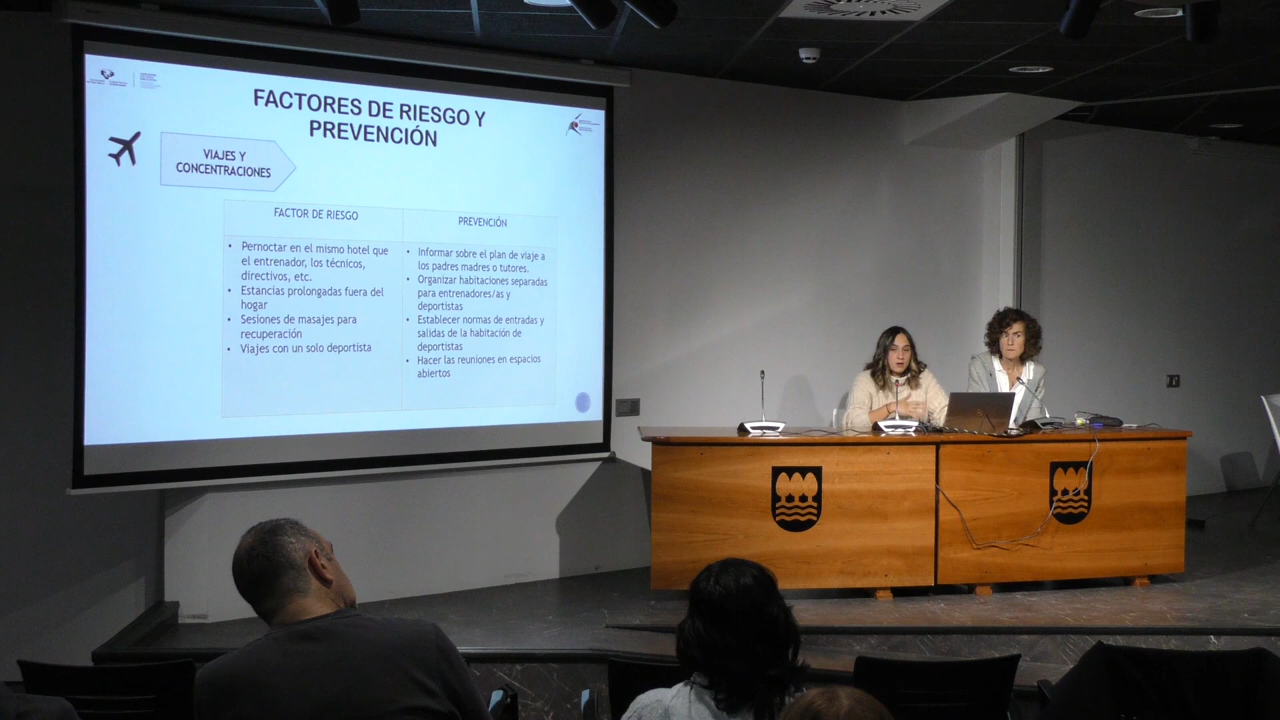 FACTORES DE RIESGO Y
PREVENCIÓN
VIAJES Y
CONCENTRACIONES
FACTOR DE RIESGO
• Pernoctar en el mismo hotel que
el entrenador, los técnicos,
directivos, etc.
• Estancias prolongadas fuera del
hogar
• Sesiones de masajes para
recuperación
• Viajes con un solo deportista
PREVENCIÓN
• Informar sobre el plan de viaje a
los padres madres o tutores.
• Organizar habitaciones separadas
para entrenadores/as y
deportistas
• Establecer normas de entradas y
salidas de la habitación de
deportistas
• Hacer las reuniones en espacios
abiertos